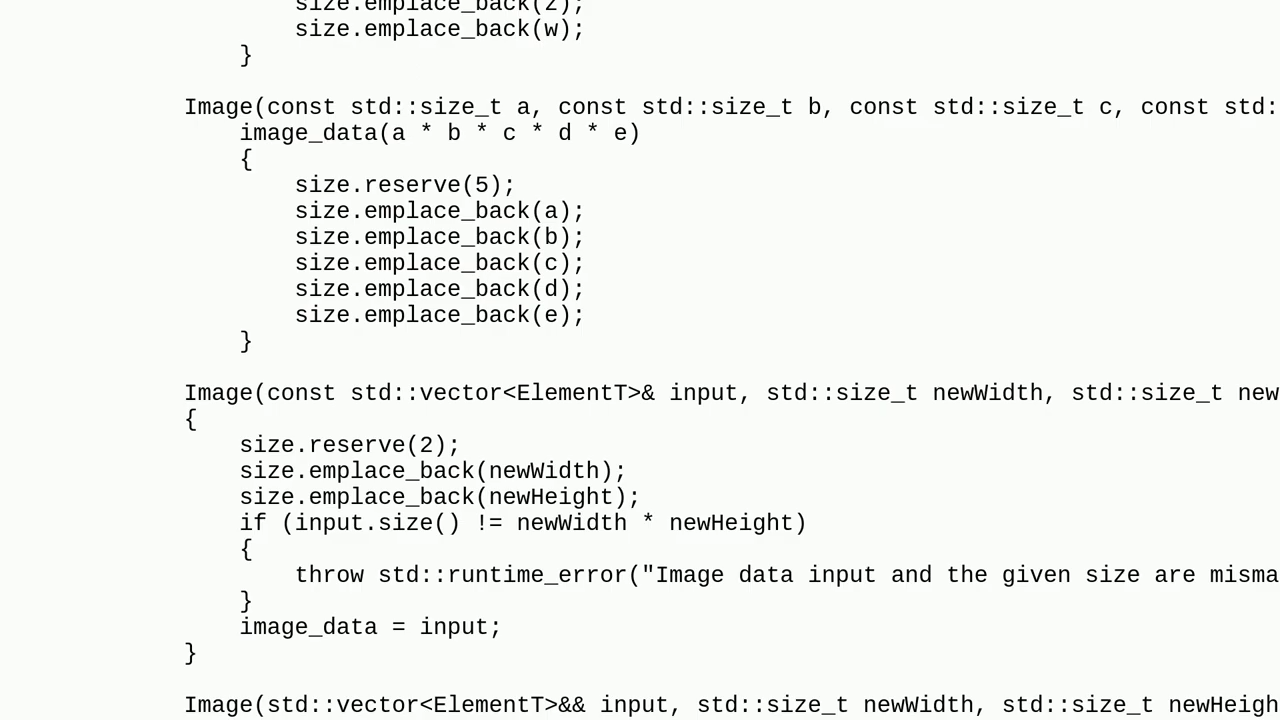 size.emplace_back(z);
size.emplace_back(w);
}
Image(const std::size_t a, const std::size_t b, const std::size_t c, const std:
image_data(a * b * c * d * e)
{
size.reserve(5);
size.emplace_back(a);
size.emplace_back(b);
size.emplace_back(c);
size.emplace_back(d);
size.emplace_back(e);
}
Image(const std::vector<ElementT>& input, std::size_t newWidth, std::size_t new
{
size.reserve(2);
size.emplace_back(newWidth);
size.emplace_back(newHeight);
if (input.size() != newWidth * newHeight)
{
throw std::runtime_error("Image data input and the given size are misma
}
image_data = input;
}
Image(std::vector<ElementT>&& input, std::size_t newWidth, std::size_t newHeigh